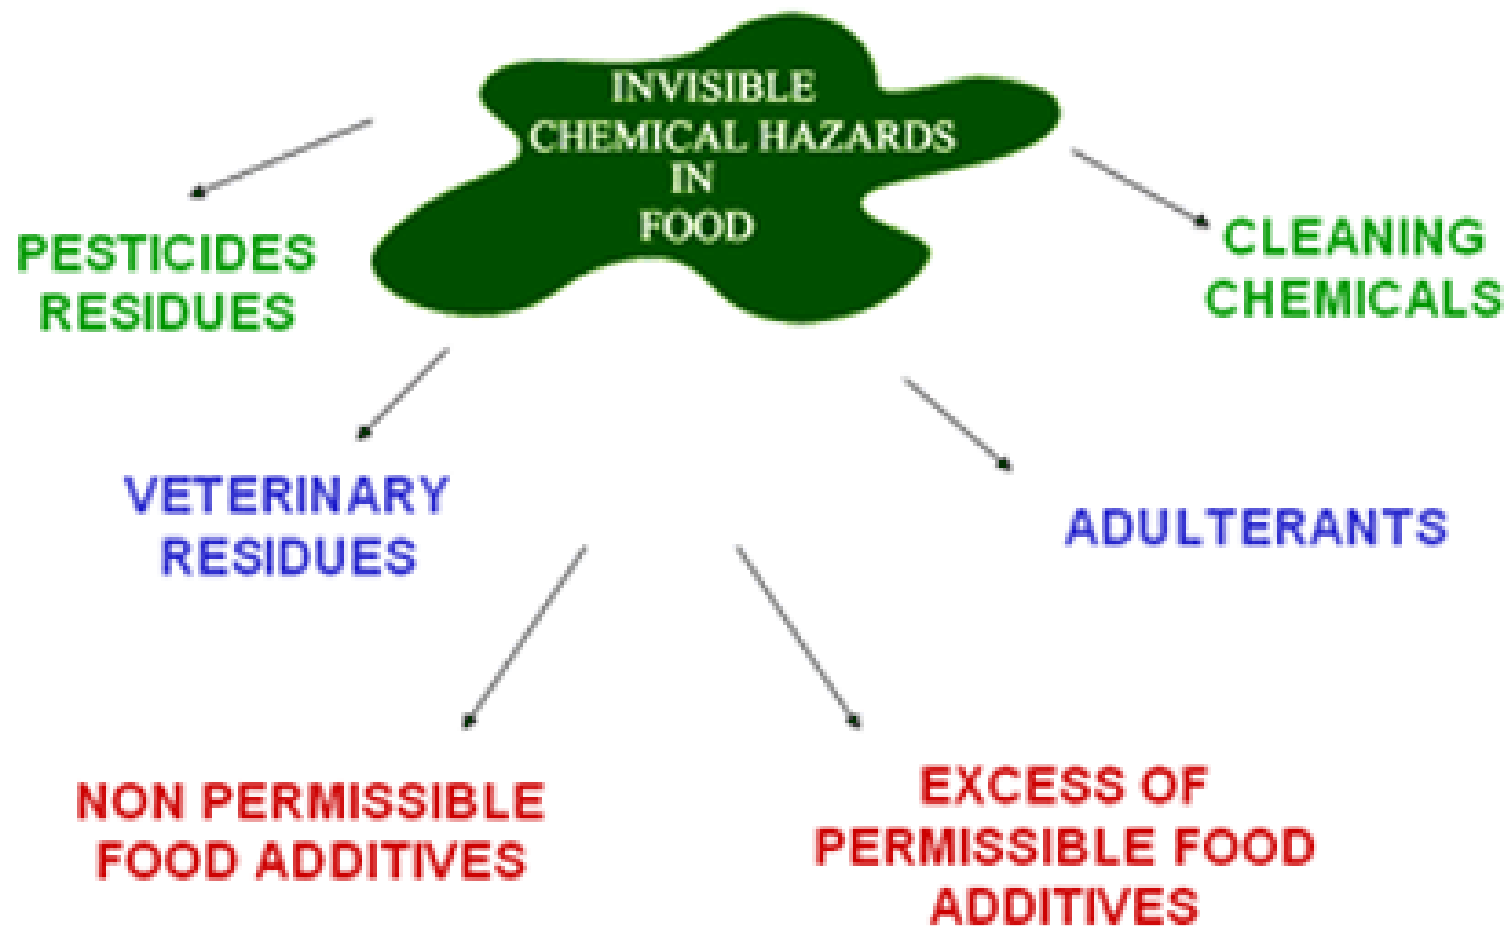 INVISIBLE
CHEMICAL HAZARDS
IN
FOOD
PESTICIDES
RESIDUES
CLEANING
CHEMICALS
VETERINARY
RESIDUES
ADULTERANTS
NON PERMISSIBLE
FOOD ADDITIVES
EXCESS OF
PERMISSIBLE FOOD
ADDITIVES